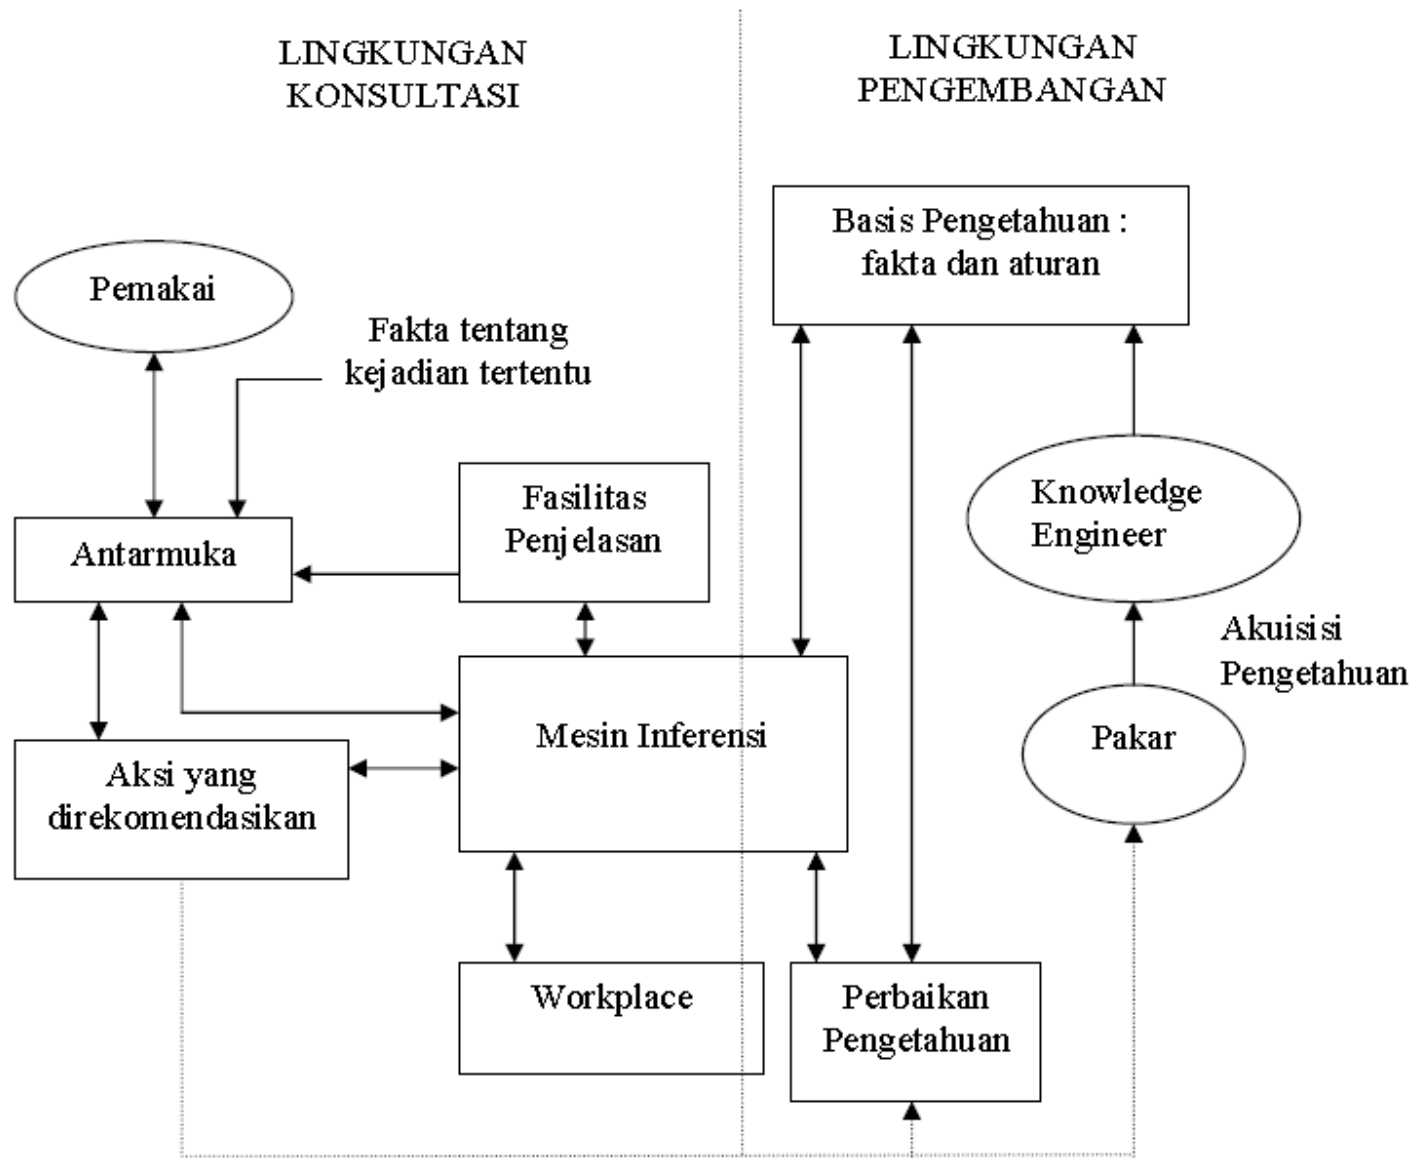 LINGKUNGAN
KONSULTASI
LINGKUNGAN
PENGEMBANGAN
Basis Pengetahuan :
fakta dan aturan
Pemakai
Fakta tentang
kejadian tertentu
Fasilitas
Penjelasan
Knowledge
Engineer
Antarmuka
Akuisisi
Pengetahuan
Mesin Inferensi
Pakar
Aksi yang
direkomendasikan
Workplace
Perbaikan
Pengetahuan